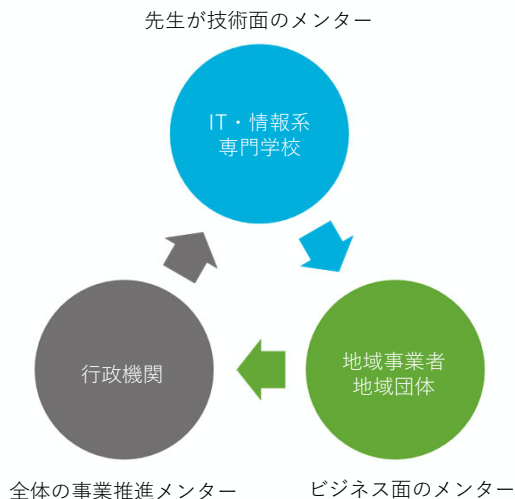 先生が技術面のメンター
IT・情報系
専門学校
行政機関
地域事業者
地域団体
全体の事業推進メンター
ビジネス面のメンター